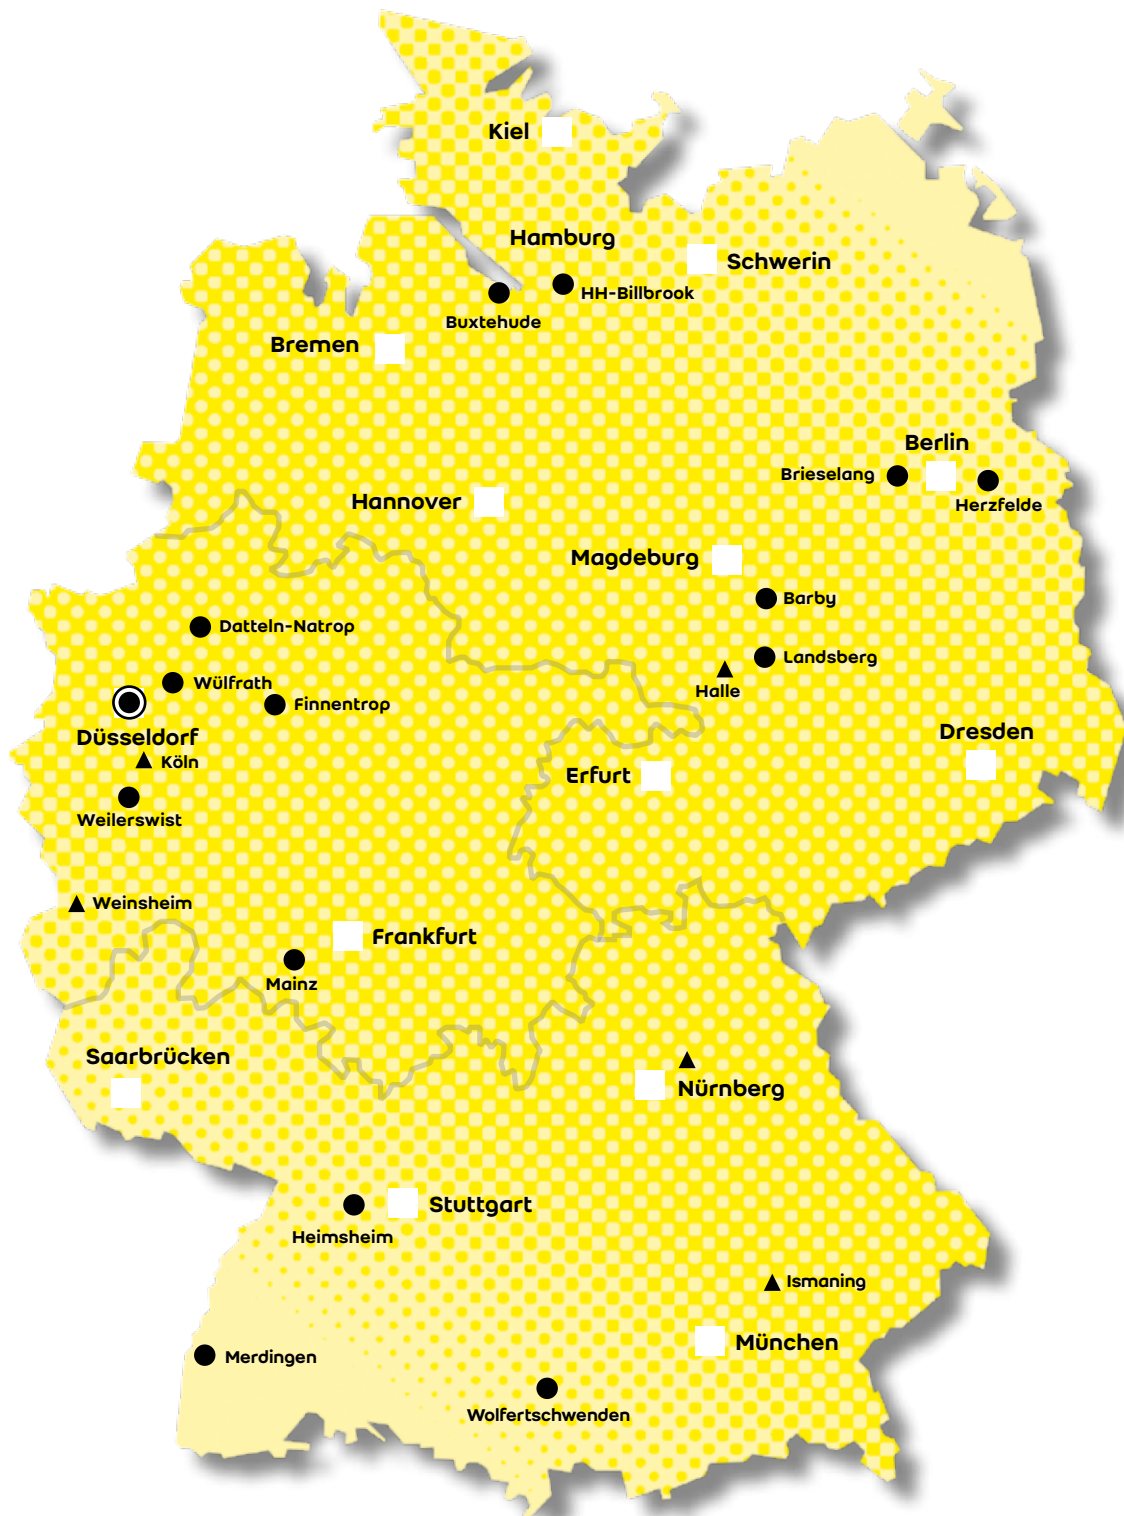 Kiel
Hamburg
Schwerin
HH-Billbrook
Buxtehude
Bremen
Berlin
Brieselang
Herzfelde
Hannover
Magdeburg
Barby
Datteln-Natrop
Landsberg
Halle
Wülfrath
Finnentrop
Düsseldorf
Dresden
Köln
Erfurt
Weilerswist
Weinsheim
Frankfurt
Mainz
Saarbrücken
Nürnberg
Stuttgart
Heimsheim
Ismaning
München
Merdingen
Wolfertschwenden